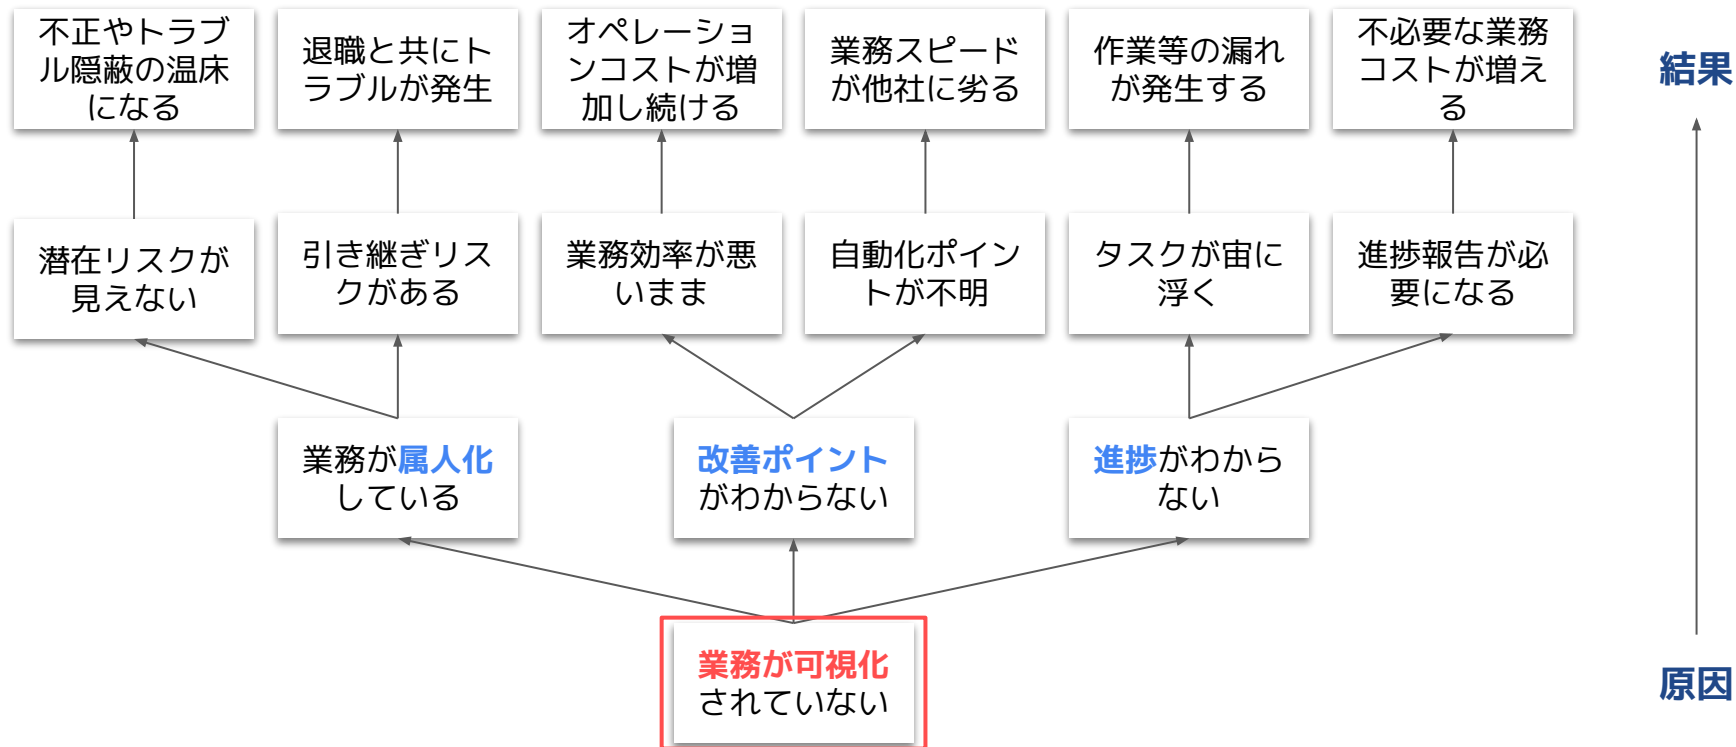 不正やトラブ
ル隠蔽の温床
になる
退職と共にト
ラブルが発生
オペレーショ
ンコストが増
加し続ける
業務スピード
が他社に劣る
作業等の漏れ
が発生する
不必要な業務
コストが増え
る
結果
潜在リスクが
見えない
引き継ぎリス
クがある
業務効率が悪
いまま
自動化ポイン
トが不明
タスクが宙に
浮く
進捗報告が必
要になる
業務が属人化
している
改善ポイント
がわからない
進捗がわから
ない
業務が可視化
されていない
原因